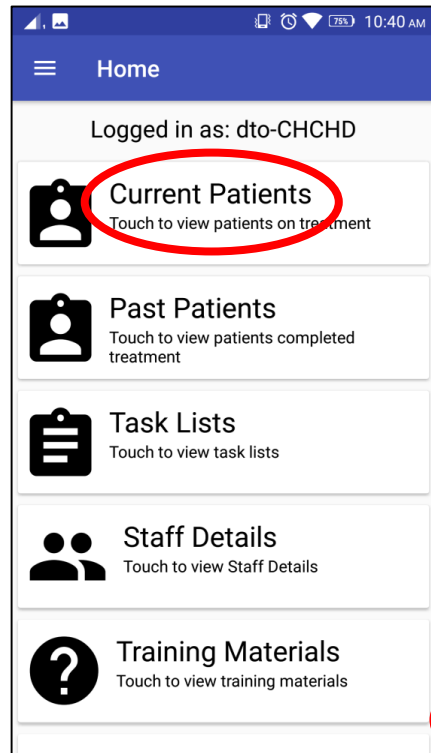 75% 10:40 AM
Home
Logged in as: dto-CHCHD
Current Patients
Touch to view patients on treatment
Past Patients
Touch to view patients completed
treatment
Task Lists
Touch to view task lists
Staff Details
Touch to view Staff Details
Training Materials
Touch to view training materials